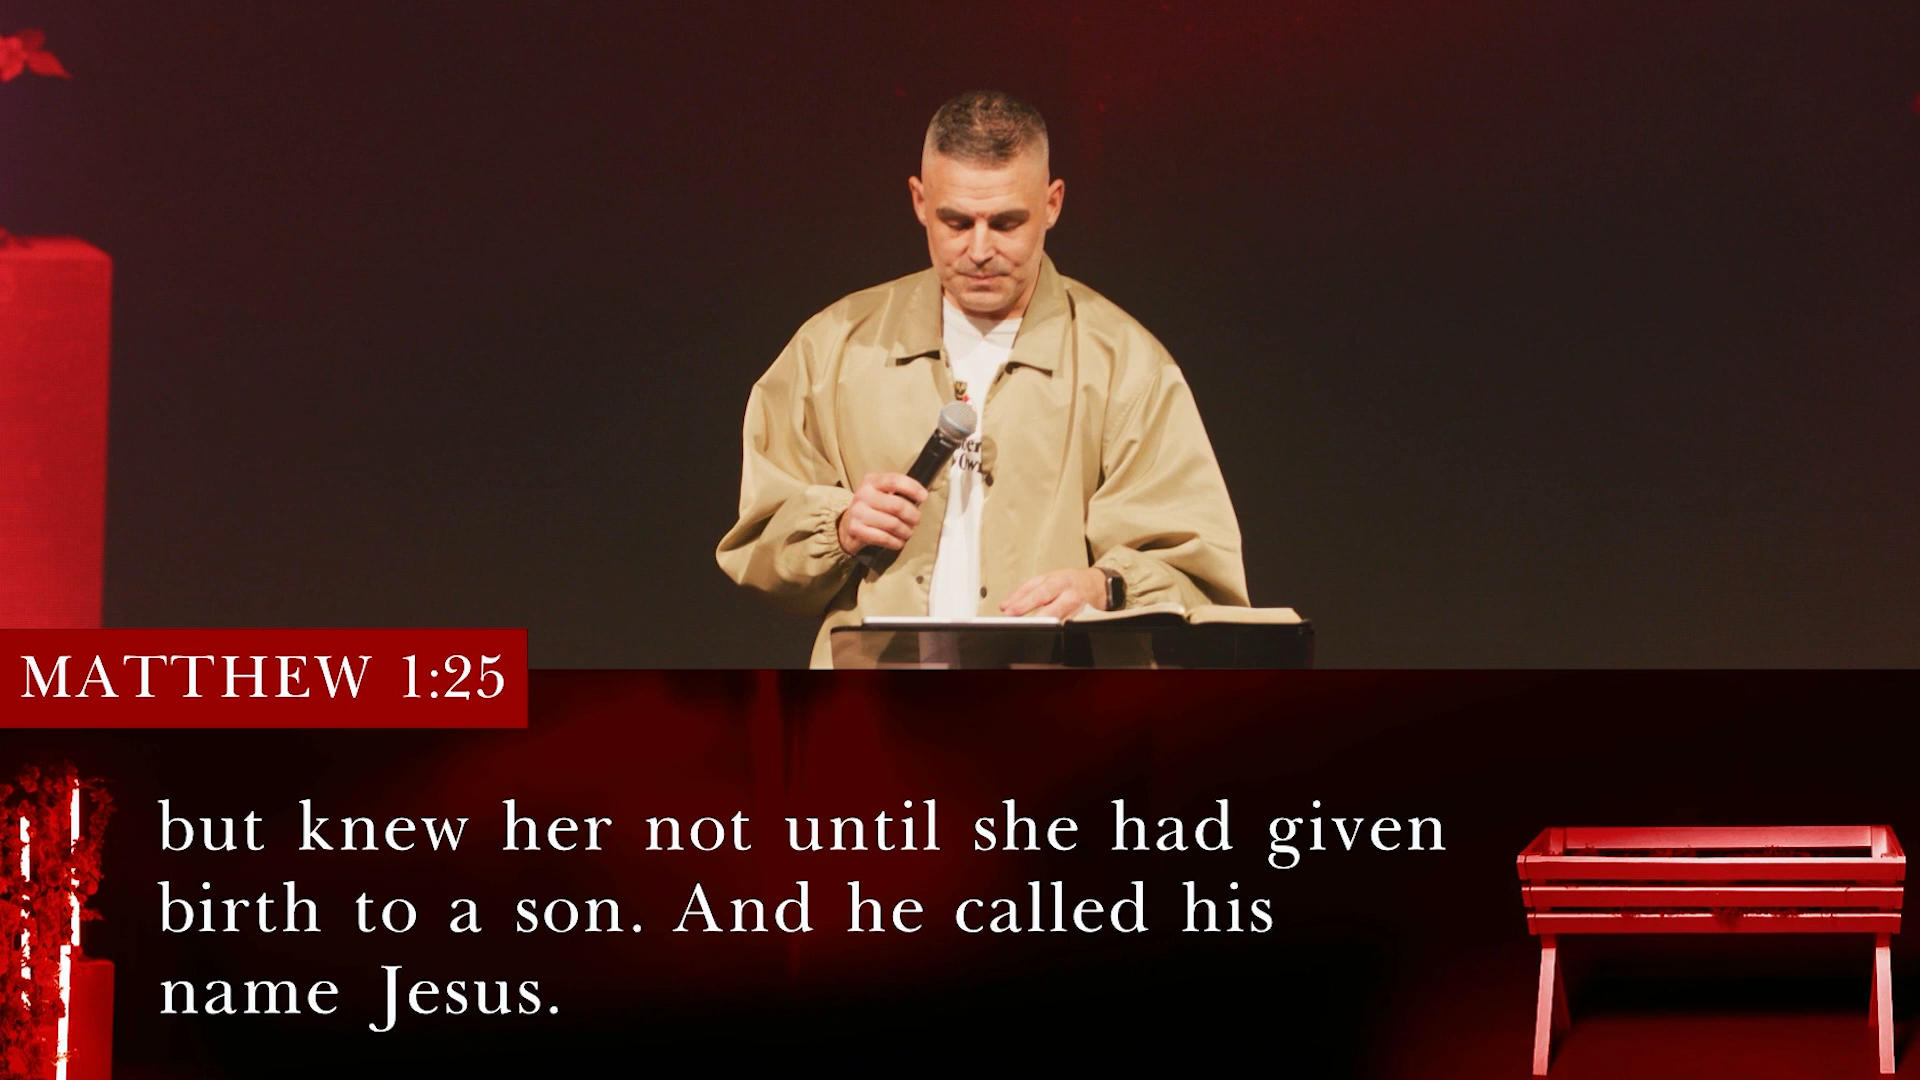 MATTHEW 1:25
but knew her not until she had given
birth to a son. And he called his
name Jesus.